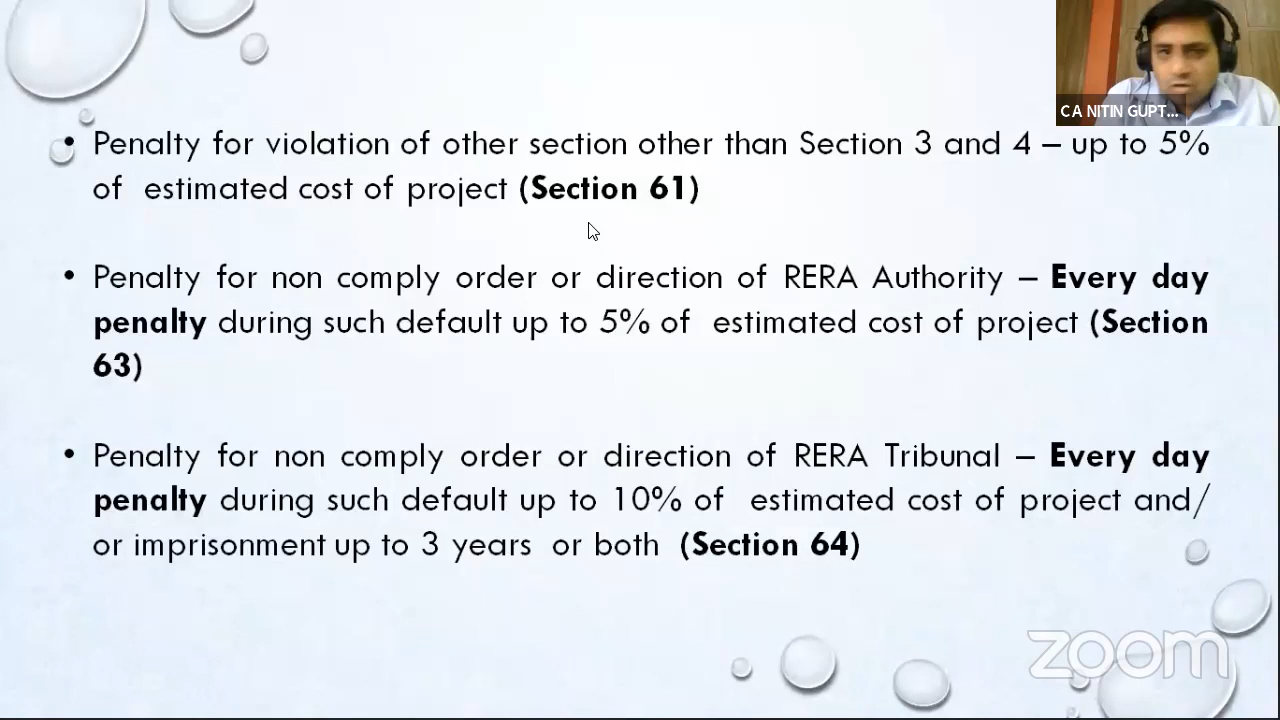 CA NITIN GUPT...
• Penalty for violation of other section other than Section 3 and 4 – up to 5%
of estimated cost of project (Section 61)
• Penalty for non comply order or direction of RERA Authority – Every day
penalty during such default up to 5% of estimated cost of project (Section
63)
• Penalty for non comply order or direction of RERA Tribunal – Every day
penalty during such default up to 10% of estimated cost of project and/
or imprisonment up to 3 years or both (Section 64)
zoom